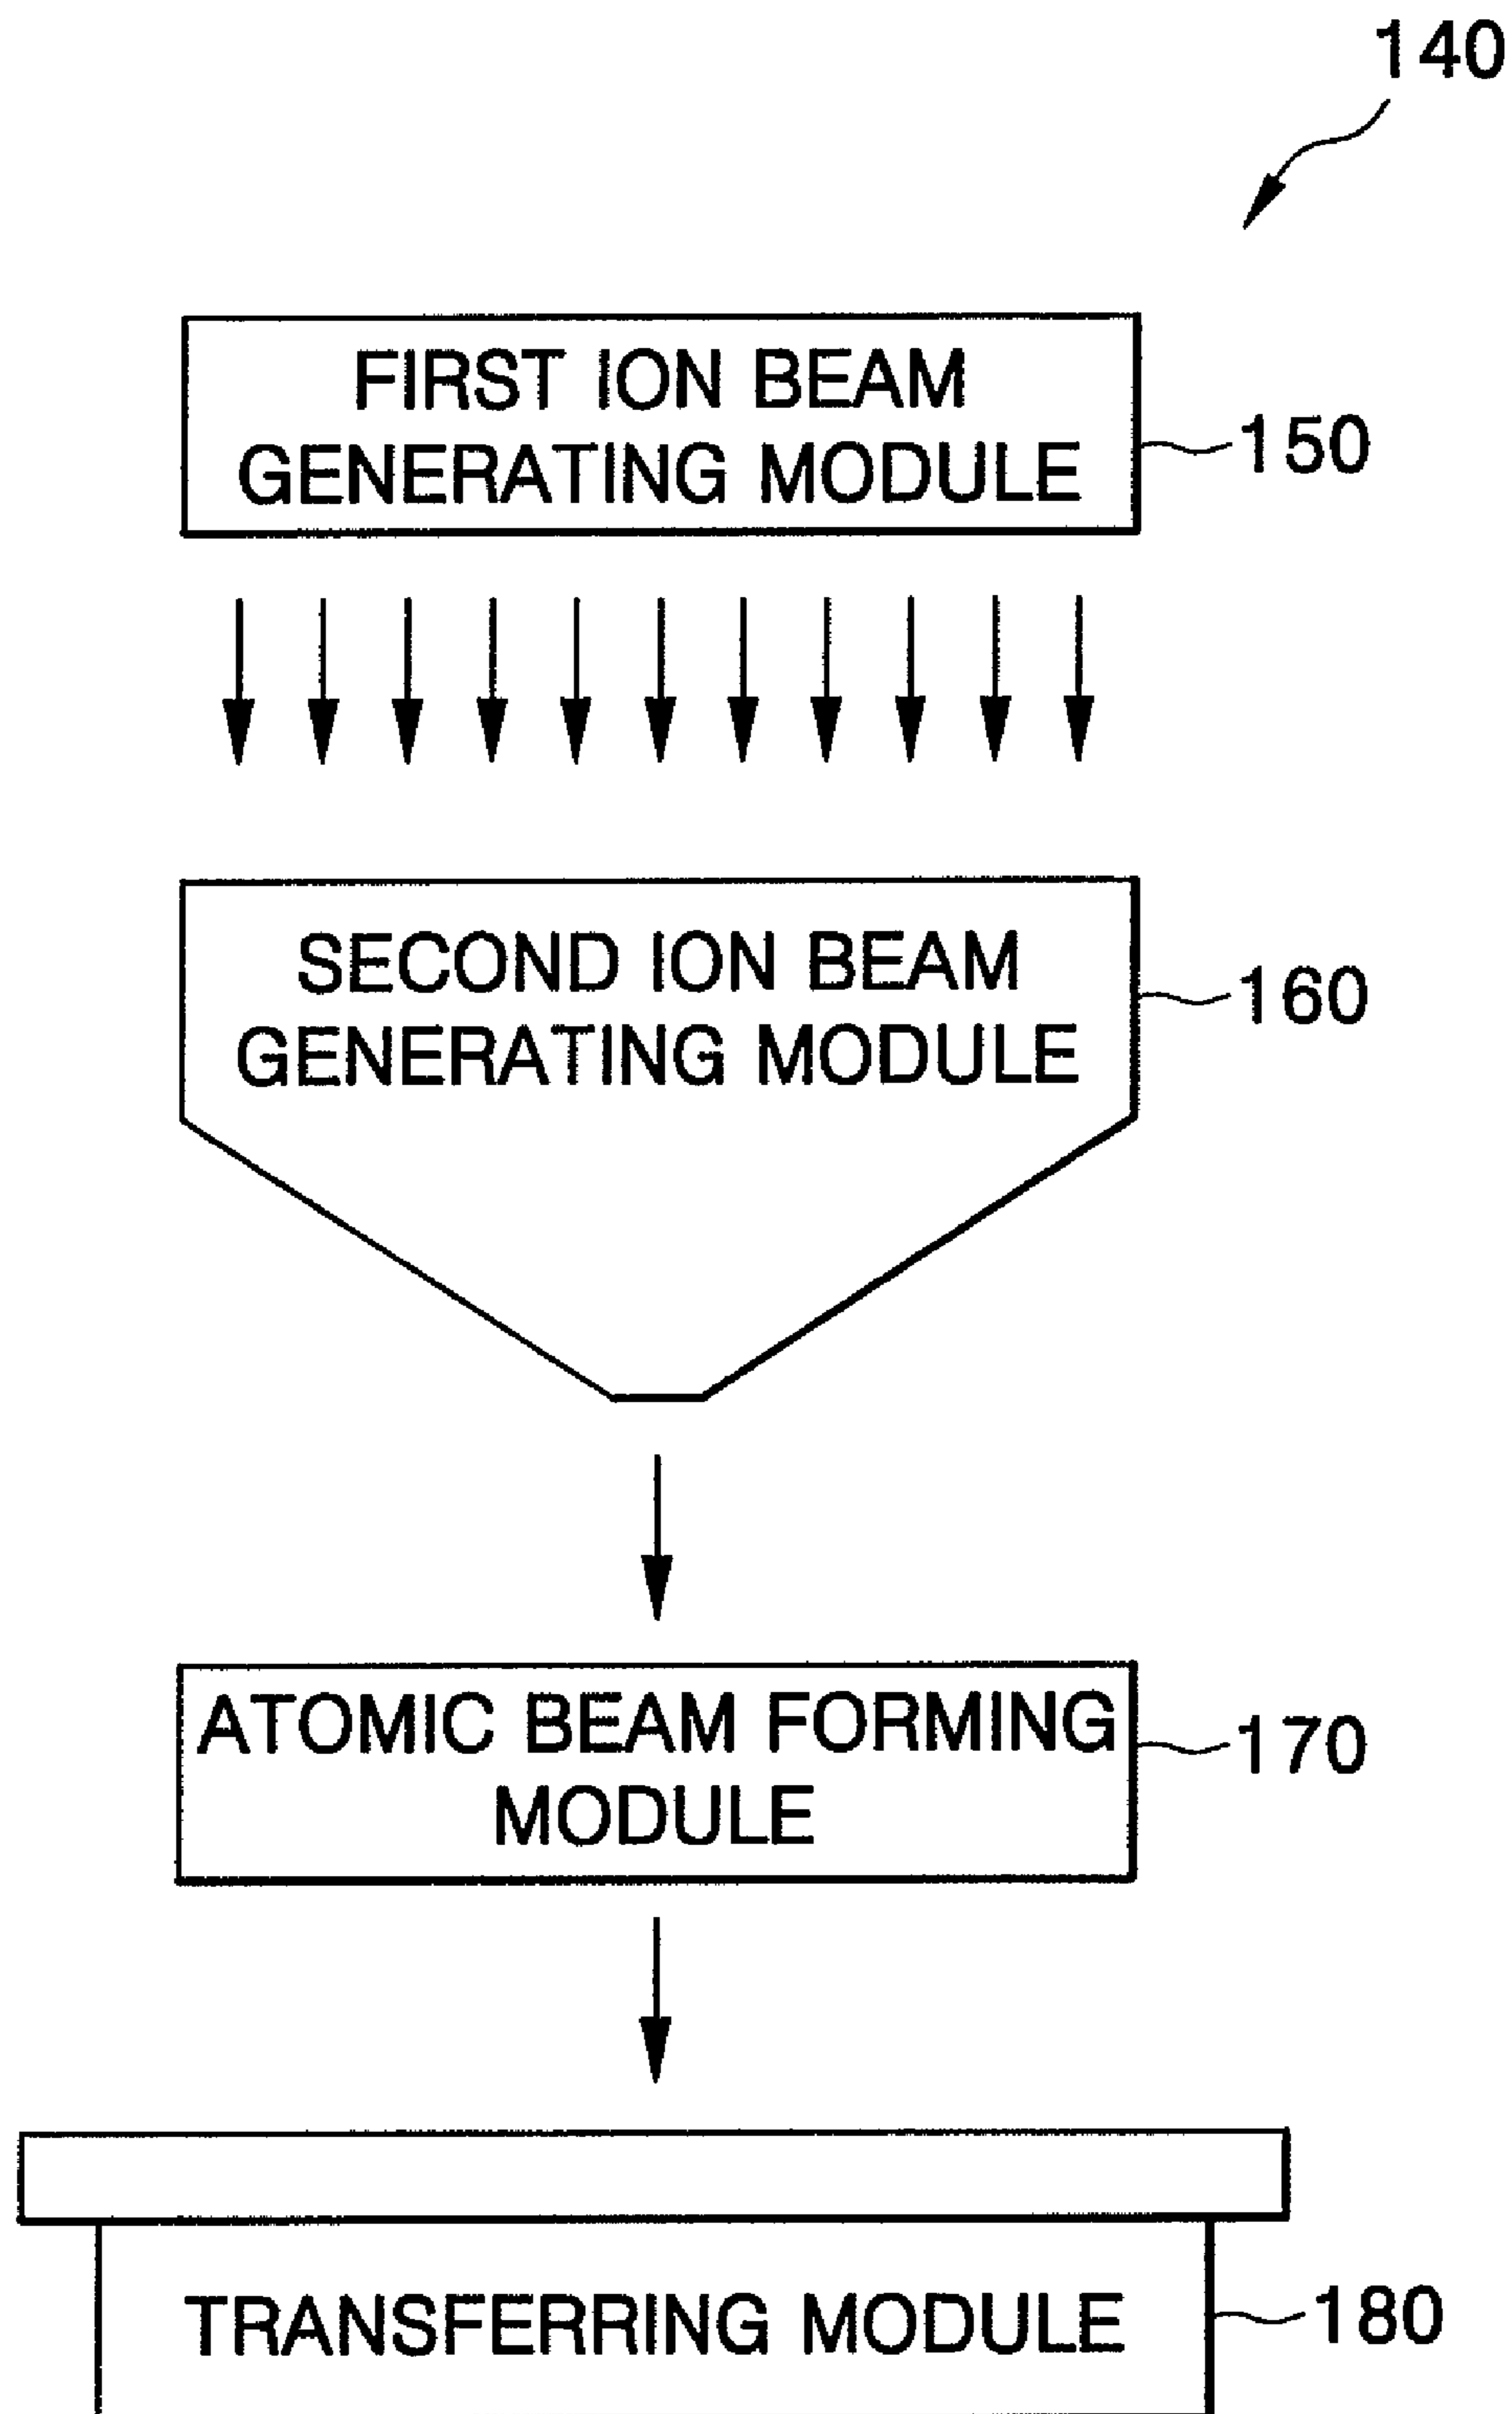 140
FIRST ION BEAM
GENERATING MODULE
150
SECOND ION BEAM
GENERATING MODULE
160
ATOMIC BEAM FORMING
MODULE
170
TRANSFERRING MODULE
180